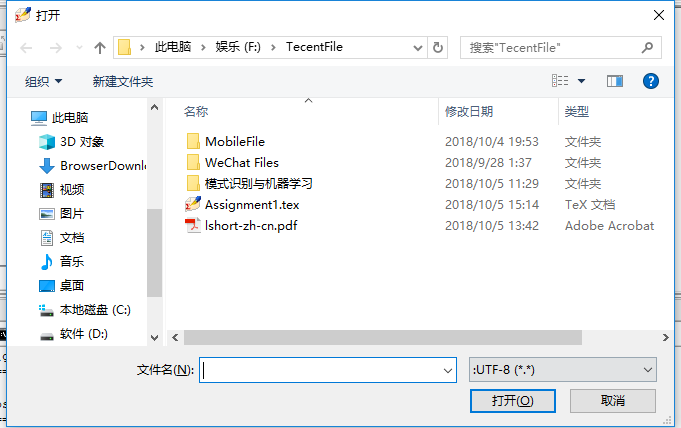 打开
此电脑 娱乐 (F:) TecentFile
搜索"TecentFile"
组织 新建文件夹
名称 修改日期 类型
此电脑
3D 对象
BrowserDownl
视频
图片
文档
音乐
桌面
本地磁盘 (C:)
软件 (D:)
MobileFile 2018/10/4 19:53 文件夹
WeChat Files 2018/9/28 1:37 文件夹
模式识别与机器学习 2018/10/5 11:29 文件夹
Assignment1.tex 2018/10/5 15:14 TeX 文档
lshort-zh-cn.pdf 2018/10/5 13:42 Adobe Acrobat
文件名(N):
:UTF-8 (*.*)
打开(O) 取消